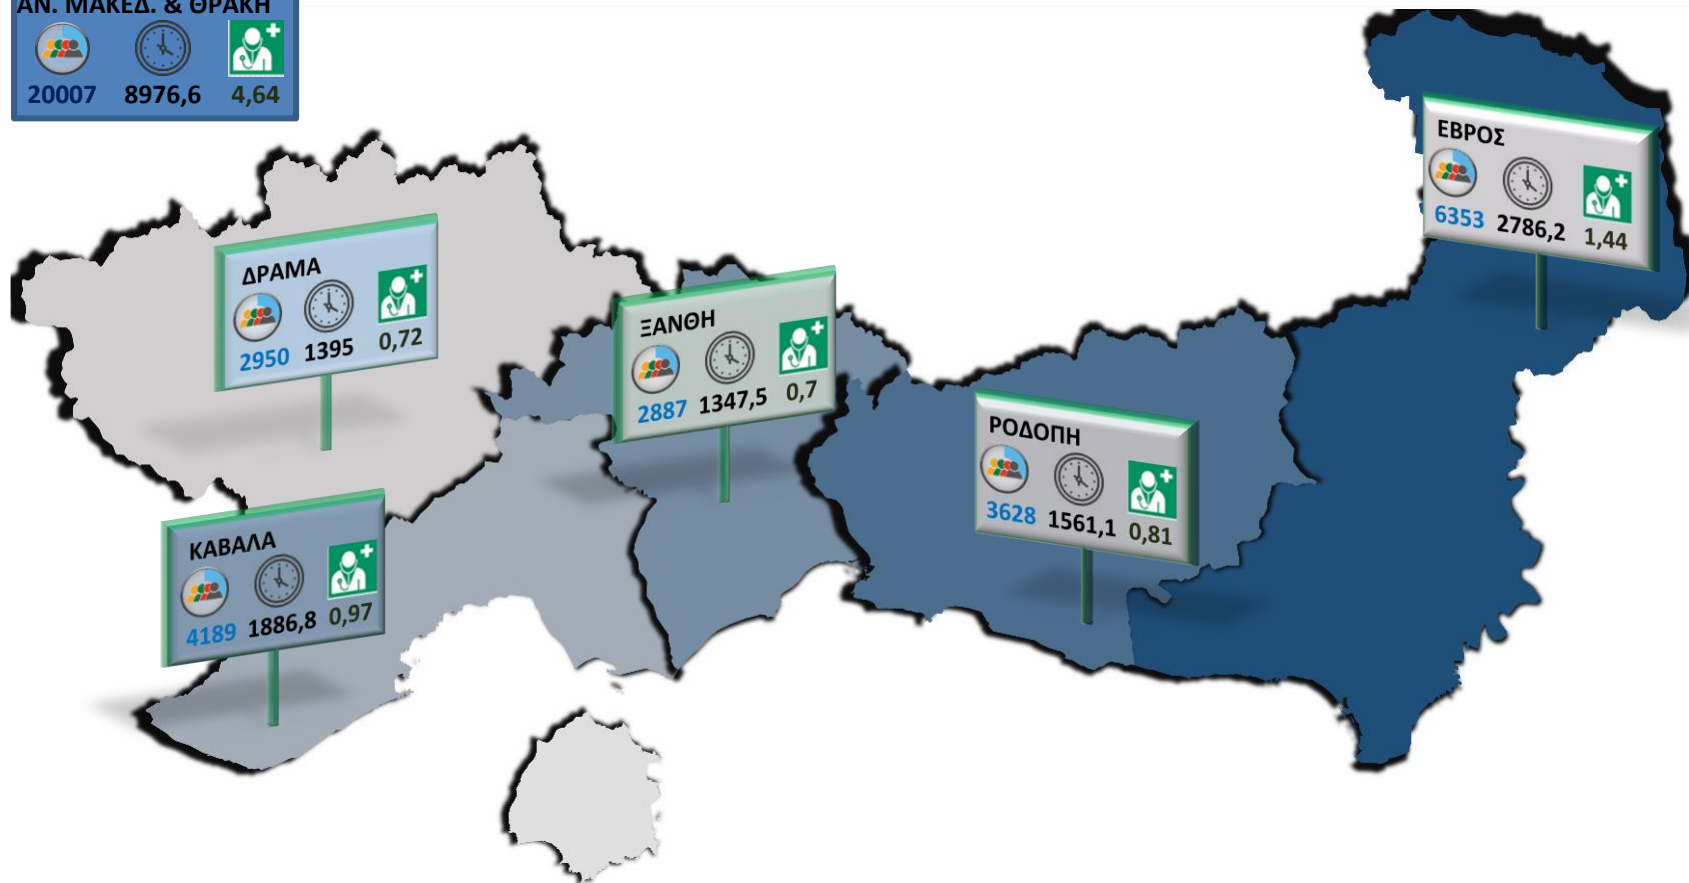 ΑΝ. ΜΑΚΕΔ. & ΘΡΑΚΗ
20007 8976,6 4,64
ΕΒΡΟΣ
6353 2786,2 1,44
ΔΡΑΜΑ
2950 1395 0,72
ΞΑΝΘΗ
2887 1347,5 0,7
ΡΟΔΟΠΗ
3628 1561,1 0,81
ΚΑΒΑΛΑ
4189 1886,8 0,97